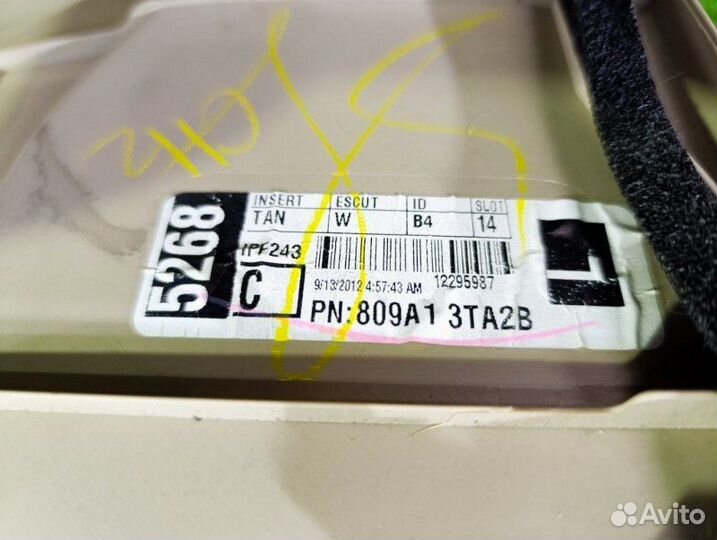 5268
INSERT ESCUT ID SLOT
TAN W B4 14
IPF243
9/13/2012 4:57:43 AM 12295987
C
PN:809A1 3TA2B
1
Avito